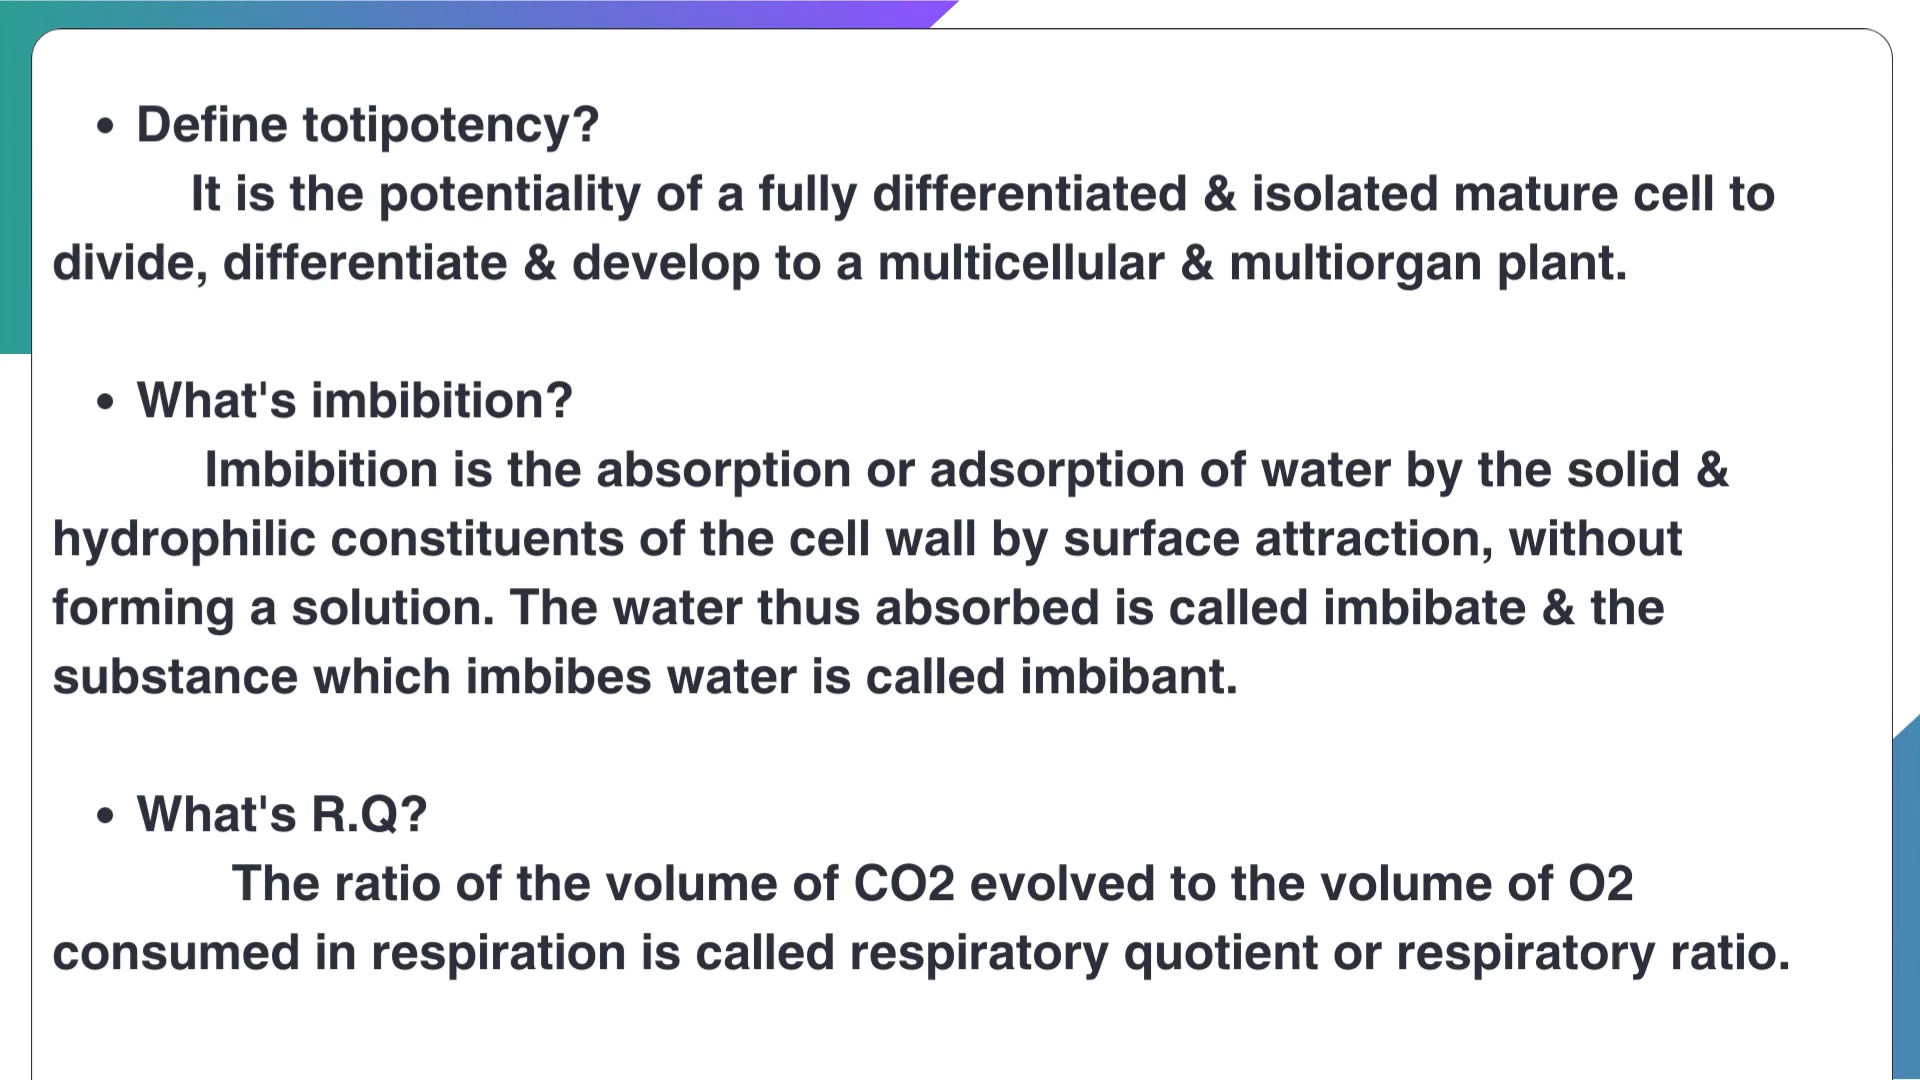 • Define totipotency?
It is the potentiality of a fully differentiated & isolated mature cell to
divide, differentiate & develop to a multicellular & multiorgan plant.
• What's imbibition?
Imbibition is the absorption or adsorption of water by the solid &
hydrophilic constituents of the cell wall by surface attraction, without
forming a solution. The water thus absorbed is called imbibate & the
substance which imbibes water is called imbibant.
• What's R.Q?
The ratio of the volume of CO2 evolved to the volume of O2
consumed in respiration is called respiratory quotient or respiratory ratio.